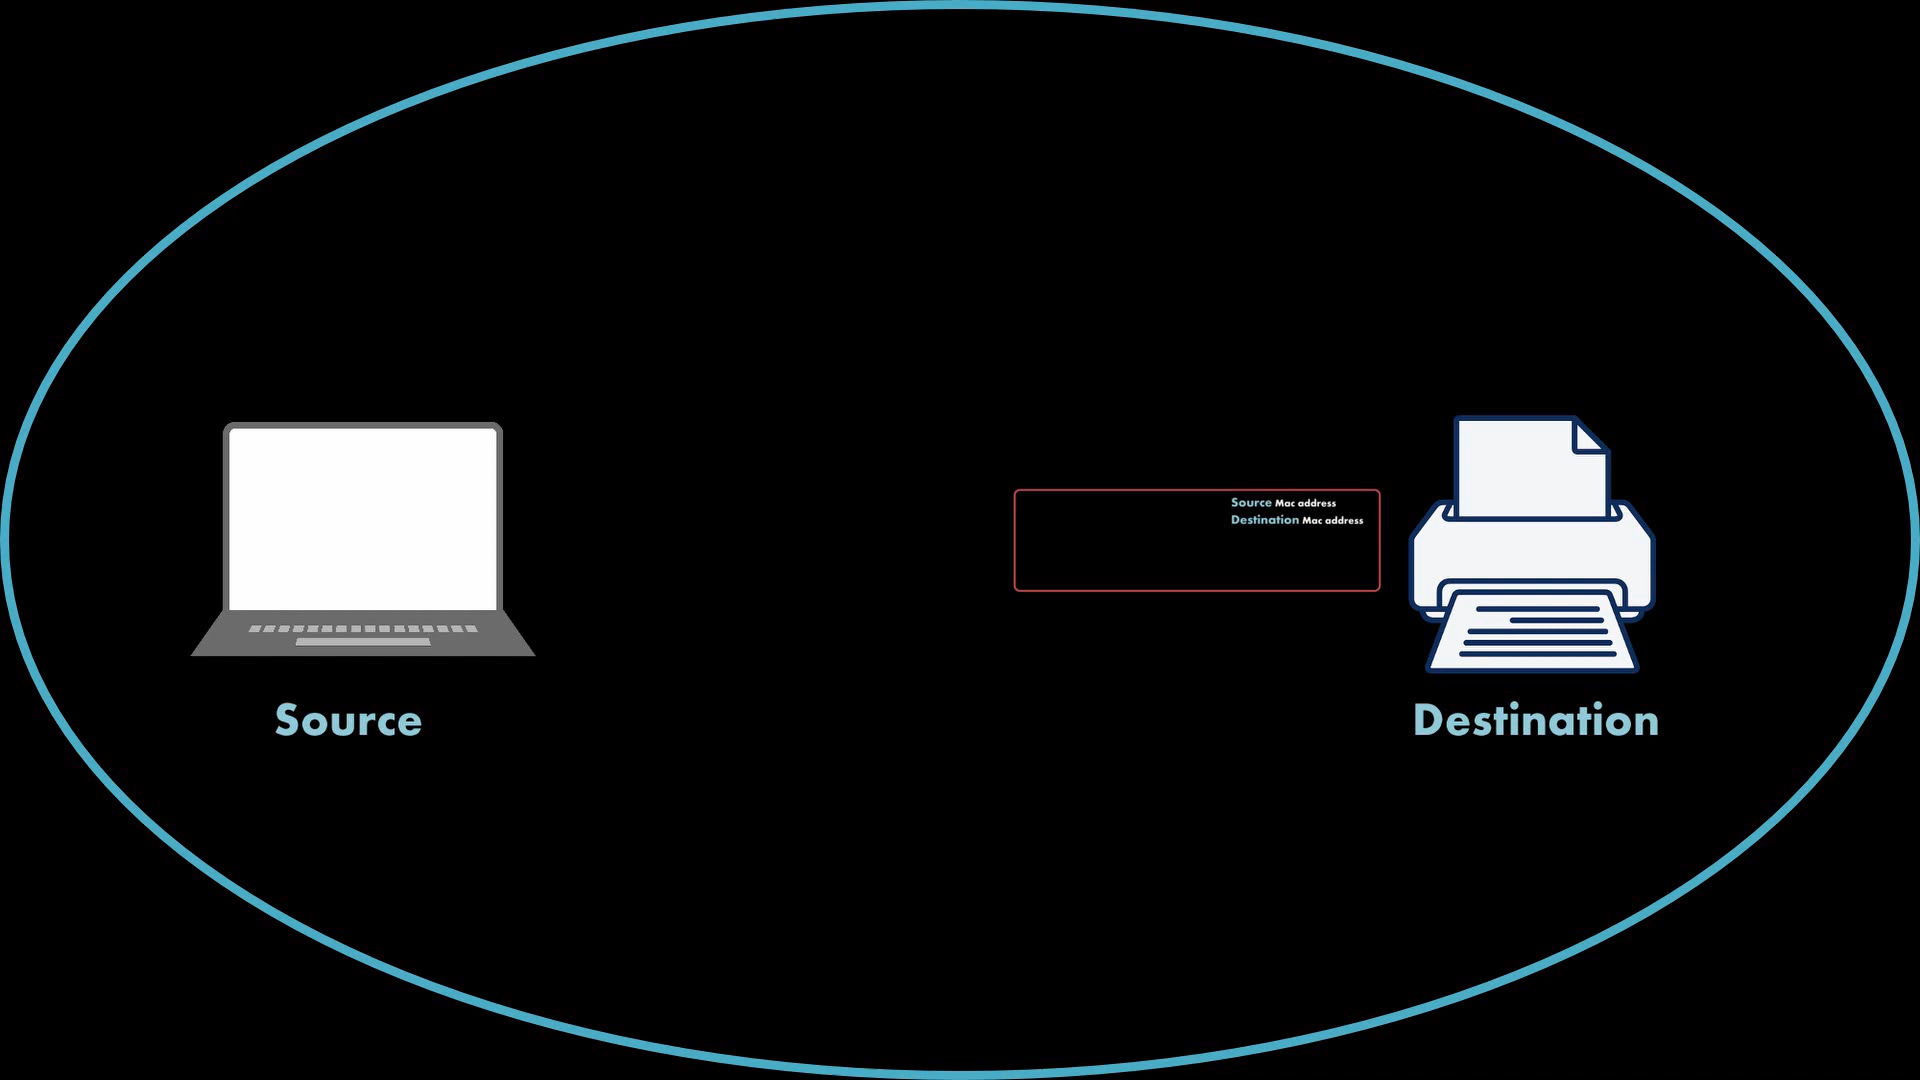 Source Mac address
Destination Mac address
Source
Destination